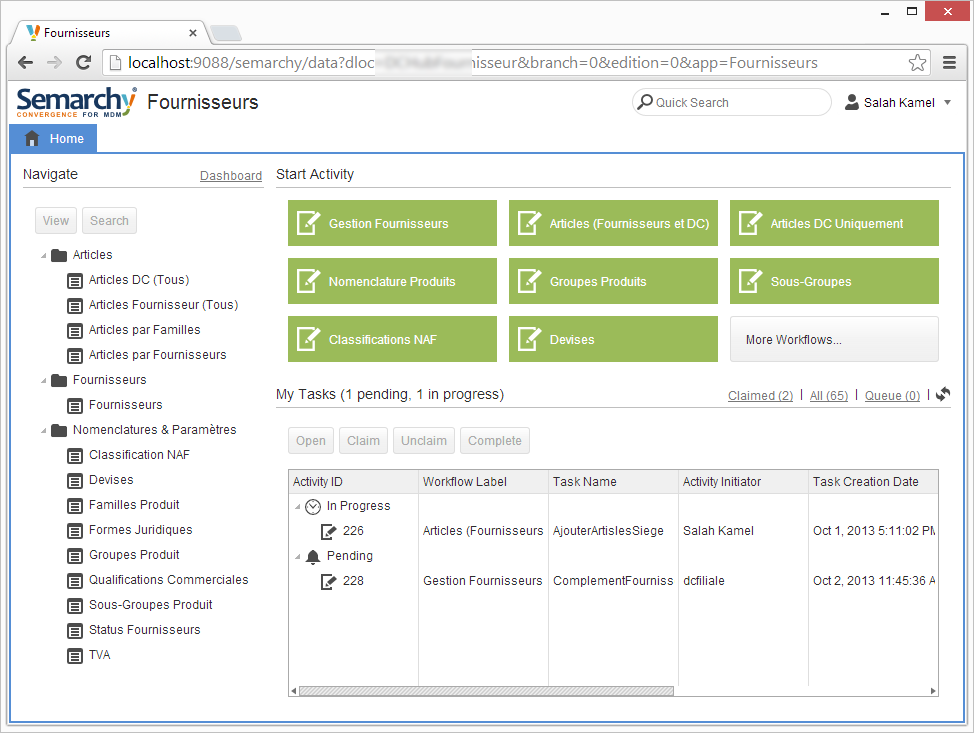 Fournisseurs
localhost:9088/semarchy/data?dloc nisseur&branch=0&edition=0&app=Fournisseurs
Semarchy
CONVERGENCE FOR MDM
Fournisseurs
Quick Search
Salah Kamel
Home
Navigate
Dashboard
Start Activity
View
Search
Articles
Articles DC (Tous)
Articles Fournisseur (Tous)
Articles par Familles
Articles par Fournisseurs
Fournisseurs
Fournisseurs
Nomenclatures & Paramètres
Classification NAF
Devises
Familles Produit
Formes Juridiques
Groupes Produit
Qualifications Commerciales
Sous-Groupes Produit
Status Fournisseurs
TVA
Gestion Fournisseurs
Articles (Fournisseurs et DC)
Articles DC Uniquement
Nomenclature Produits
Groupes Produits
Sous-Groupes
Classifications NAF
Devises
More Workflows...
My Tasks (1 pending, 1 in progress)
Claimed (2) | All (65) | Queue (0) |
Open
Claim
Unclaim
Complete
Activity ID
Workflow Label
Task Name
Activity Initiator
Task Creation Date
In Progress
226
Articles (Fournisseurs
AjouterArtislesSiege
Salah Kamel
Oct 1, 2013 5:11:02 PM
Pending
228
Gestion Fournisseurs
ComplementFourniss
dcfiliale
Oct 2, 2013 11:45:36 A